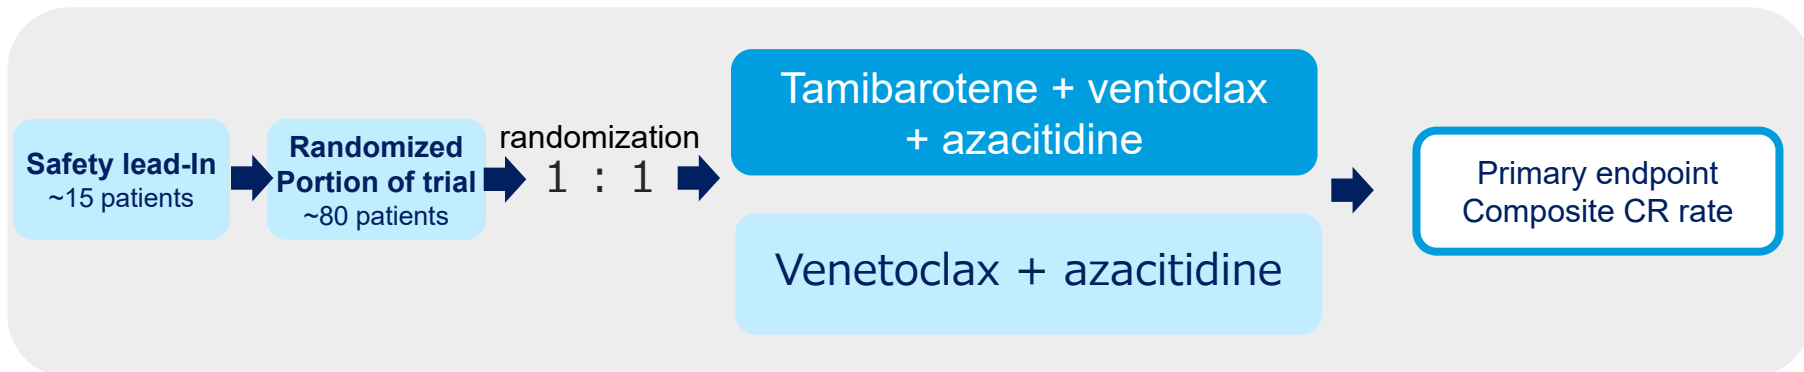 Safety lead-In
~15 patients
Randomized
Portion of trial
~80 patients
randomization
1 : 1
Tamibarotene + ventoclax
+ azacitidine
Venetoclax + azacitidine
Primary endpoint
Composite CR rate